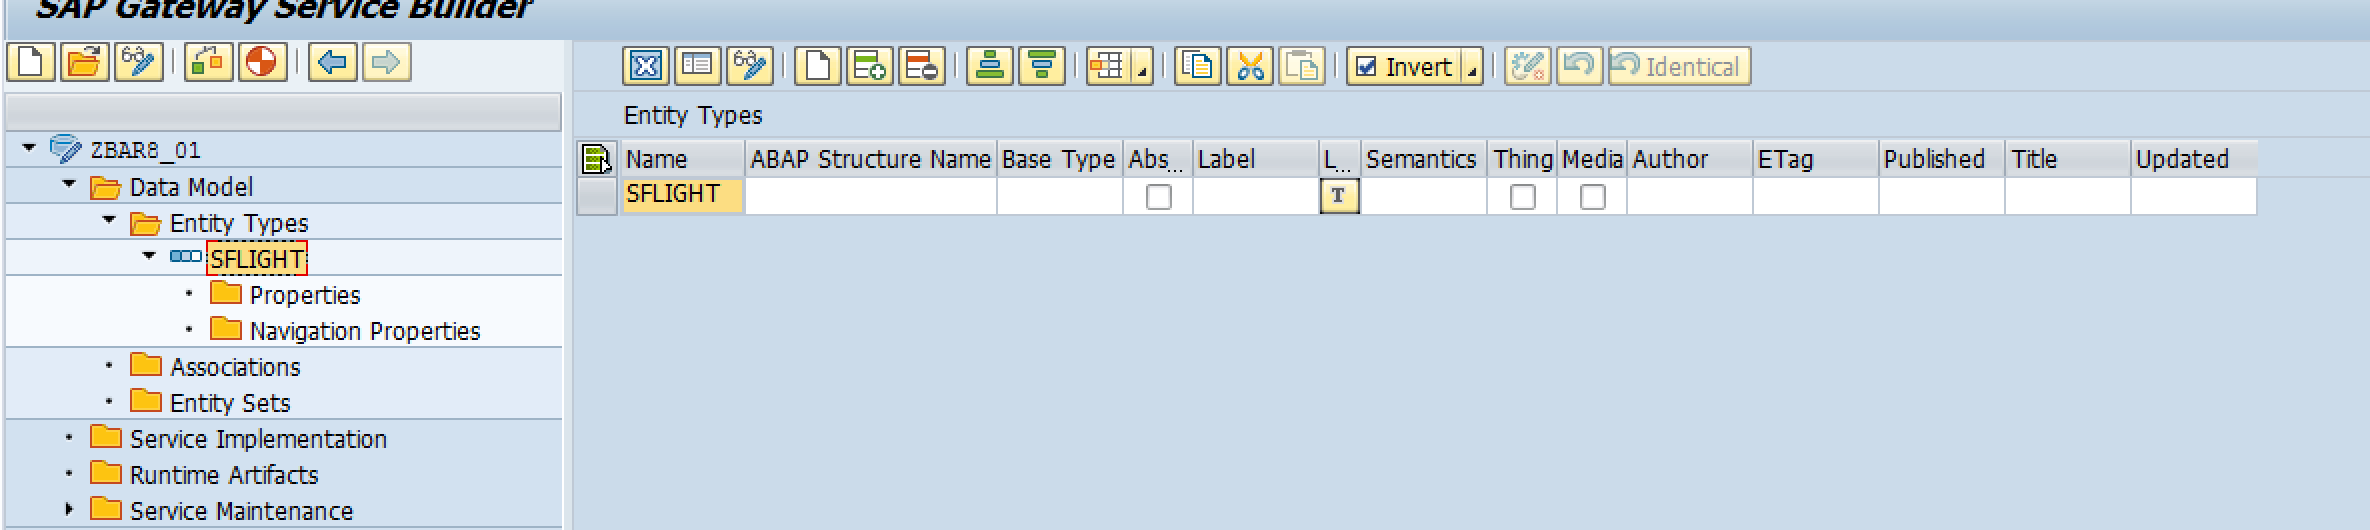 SAP Gateway Service Builder
Invert
Identical
ZBAR8_01
Data Model
Entity Types
SFLIGHT
Properties
Navigation Properties
Associations
Entity Sets
Service Implementation
Runtime Artifacts
Service Maintenance
Entity Types
Name ABAP Structure Name Base Type Abs... Label L... Semantics Thing Media Author ETag Published Title Updated
SFLIGHT T